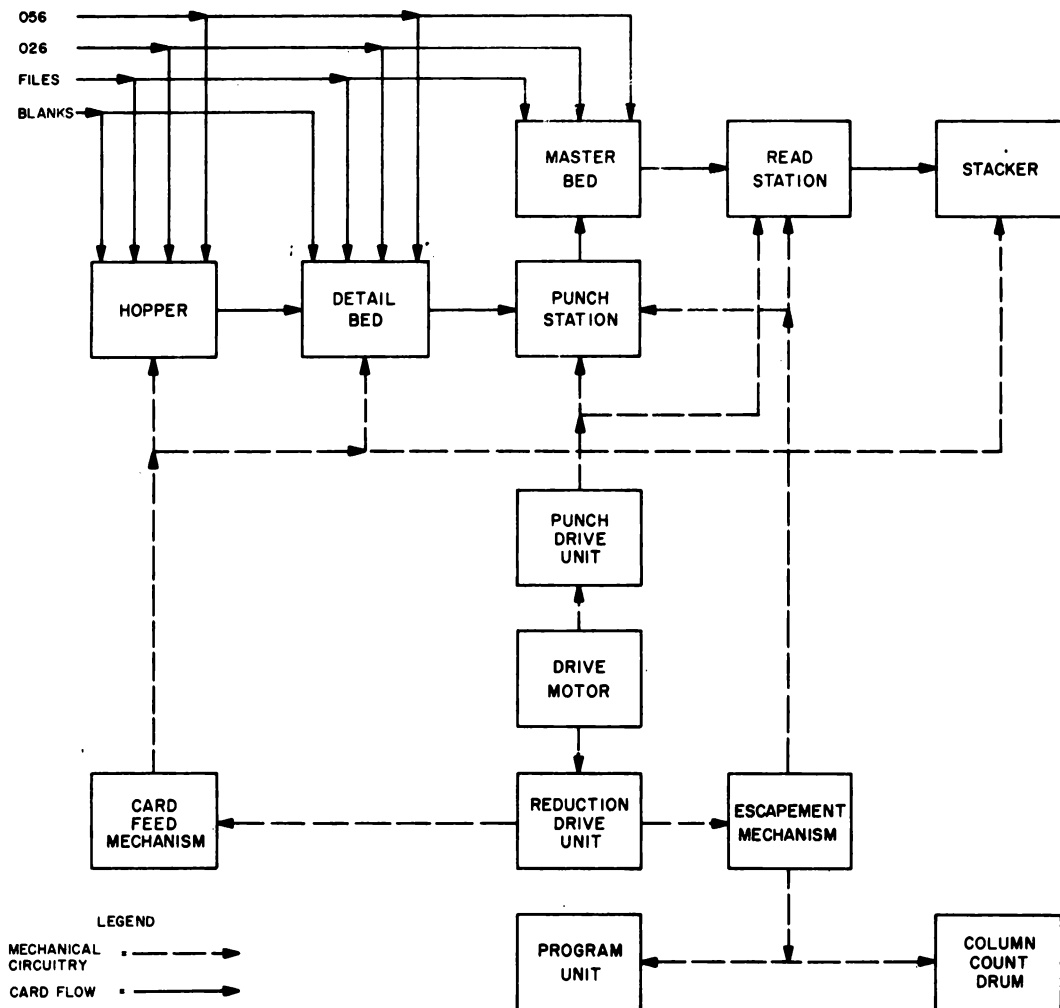 056
026
FILES
BLANKS
MASTER
BED
READ
STATION
STACKER
HOPPER
DETAIL
BED
PUNCH
STATION
PUNCH
DRIVE
UNIT
DRIVE
MOTOR
CARD
FEED
MECHANISM
REDUCTION
DRIVE
UNIT
ESCAPEMENT
MECHANISM
LEGEND
MECHANICAL
CIRCUITRY
CARD FLOW
PROGRAM
UNIT
COLUMN
COUNT
DRUM